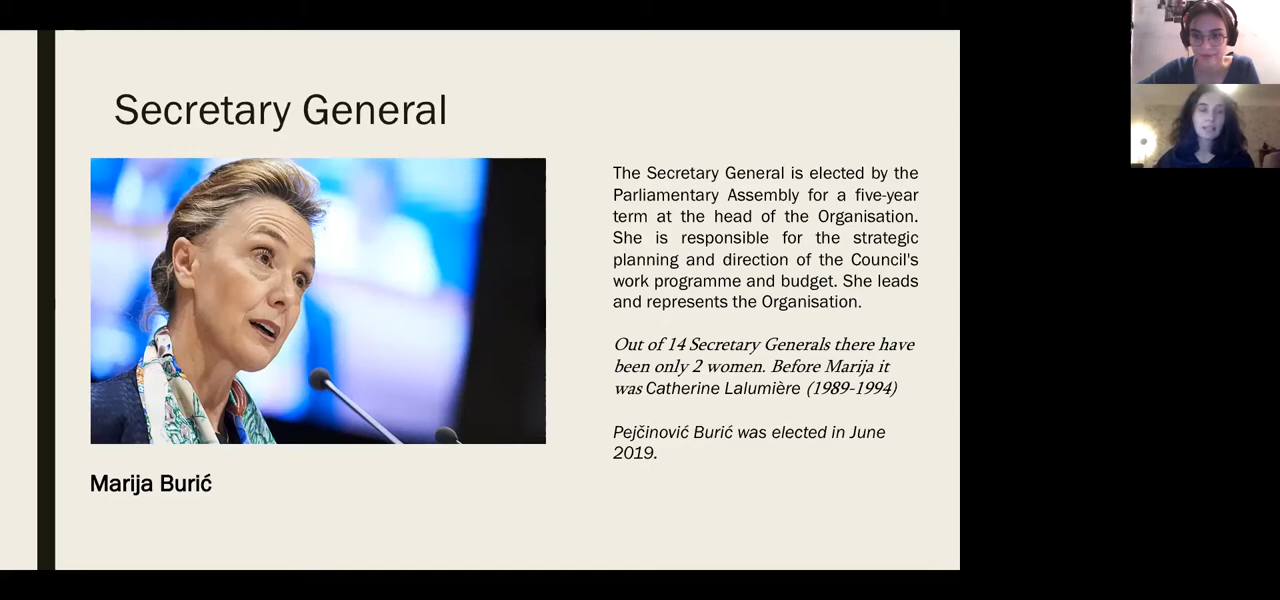 Secretary General
The Secretary General is elected by the
Parliamentary Assembly for a five-year
term at the head of the Organisation.
She is responsible for the strategic
planning and direction of the Council's
work programme and budget. She leads
and represents the Organisation.
Out of 14 Secretary Generals there have
been only 2 women. Before Marija it
was Catherine Lalumière (1989-1994)
Pejčinović Burić was elected in June
2019.
Marija Burić